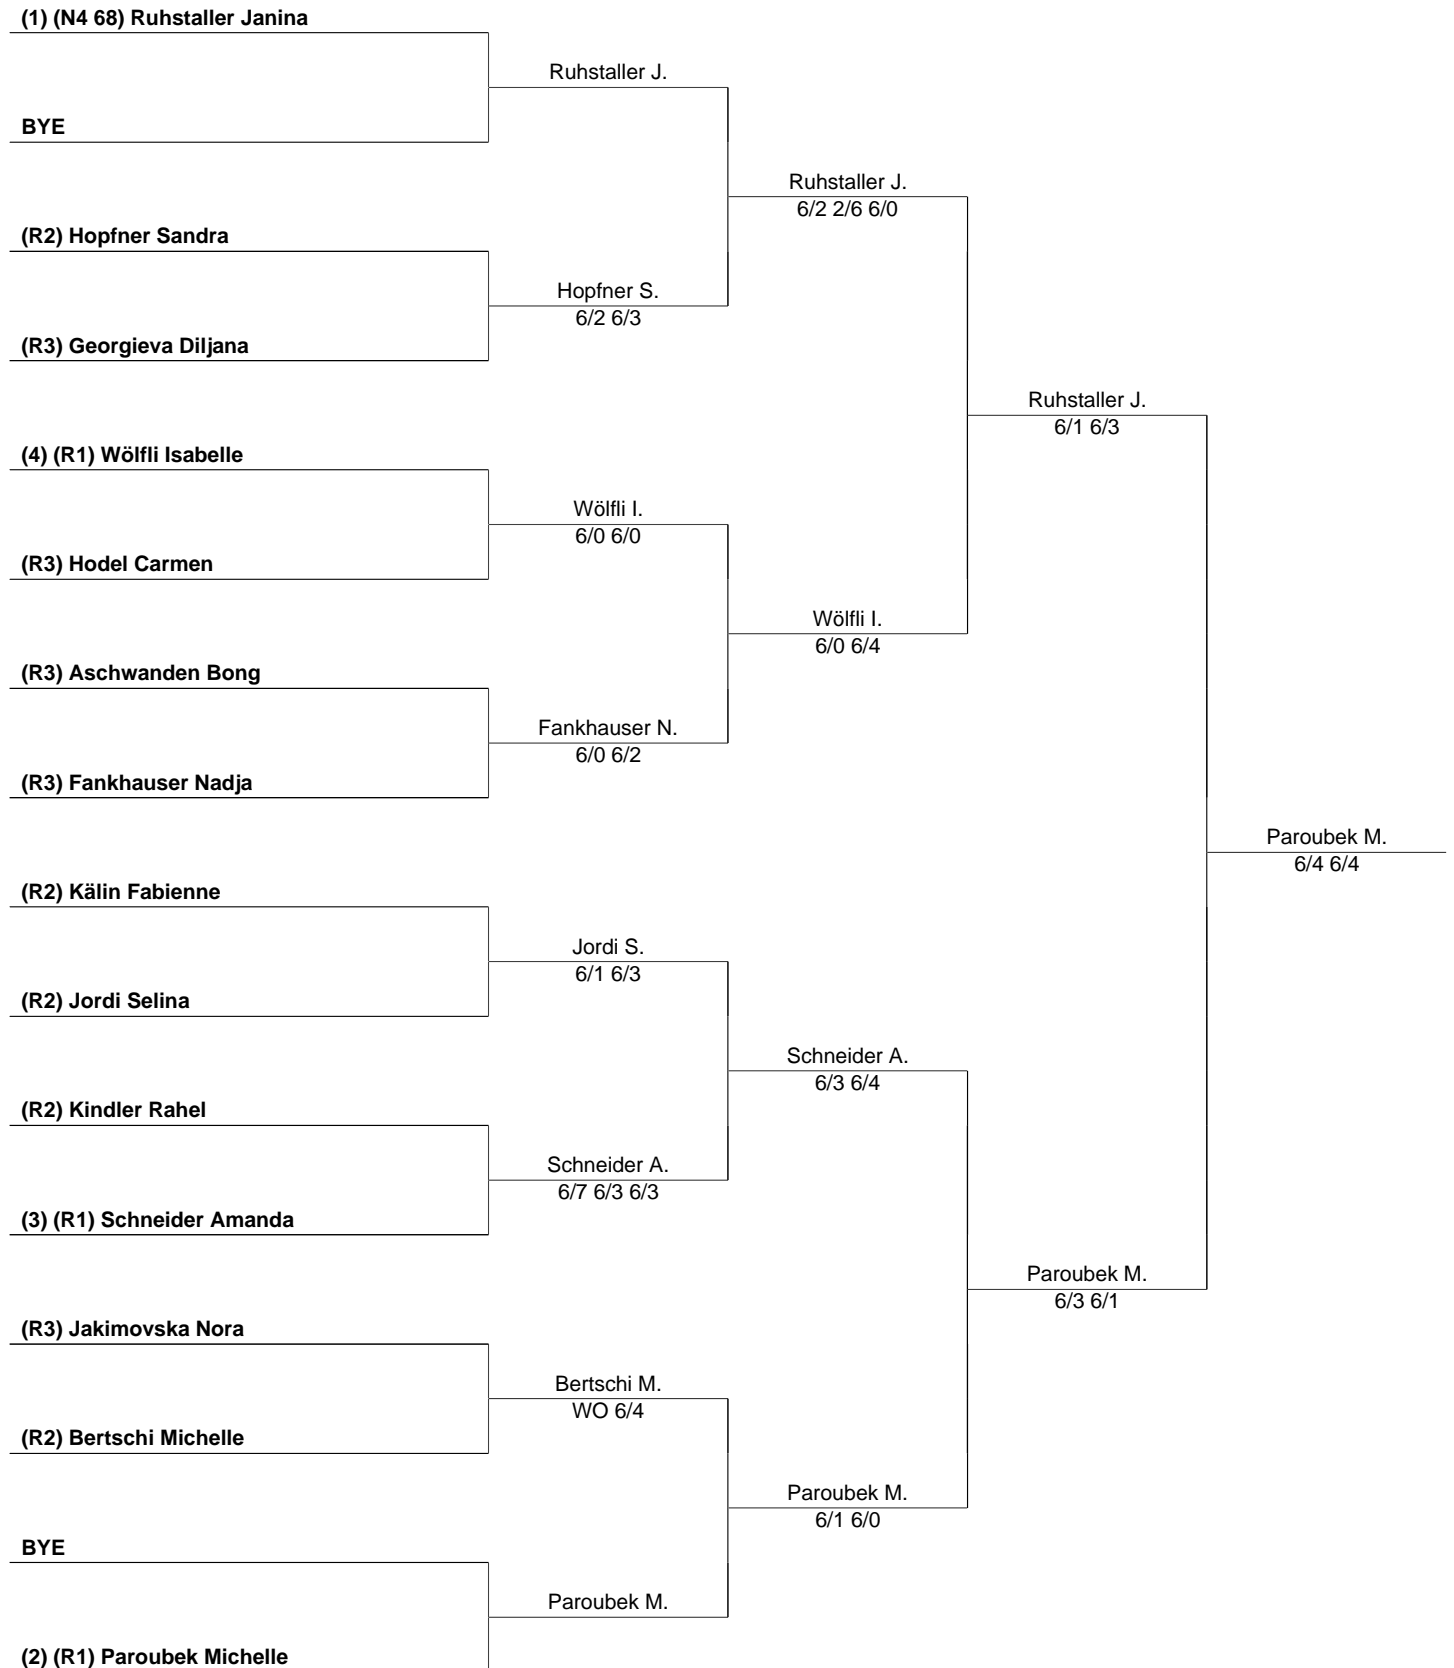 (1) (N4 68) Ruhstaller Janina
Ruhstaller J.
BYE
Ruhstaller J.
6/2 2/6 6/0
(R2) Hopfner Sandra
Hopfner S.
6/2 6/3
(R3) Georgieva Diljana
Ruhstaller J.
6/1 6/3
(4) (R1) Wölfli Isabelle
Wölfli I.
6/0 6/0
(R3) Hodel Carmen
Wölfli I.
6/0 6/4
(R3) Aschwanden Bong
Fankhauser N.
6/0 6/2
(R3) Fankhauser Nadja
Paroubek M.
6/4 6/4
(R2) Kälin Fabienne
Jordi S.
6/1 6/3
(R2) Jordi Selina
Schneider A.
6/3 6/4
(R2) Kindler Rahel
Schneider A.
6/7 6/3 6/3
(3) (R1) Schneider Amanda
Paroubek M.
6/3 6/1
(R3) Jakimovska Nora
Bertschi M.
WO 6/4
(R2) Bertschi Michelle
Paroubek M.
6/1 6/0
BYE
Paroubek M.
(2) (R1) Paroubek Michelle